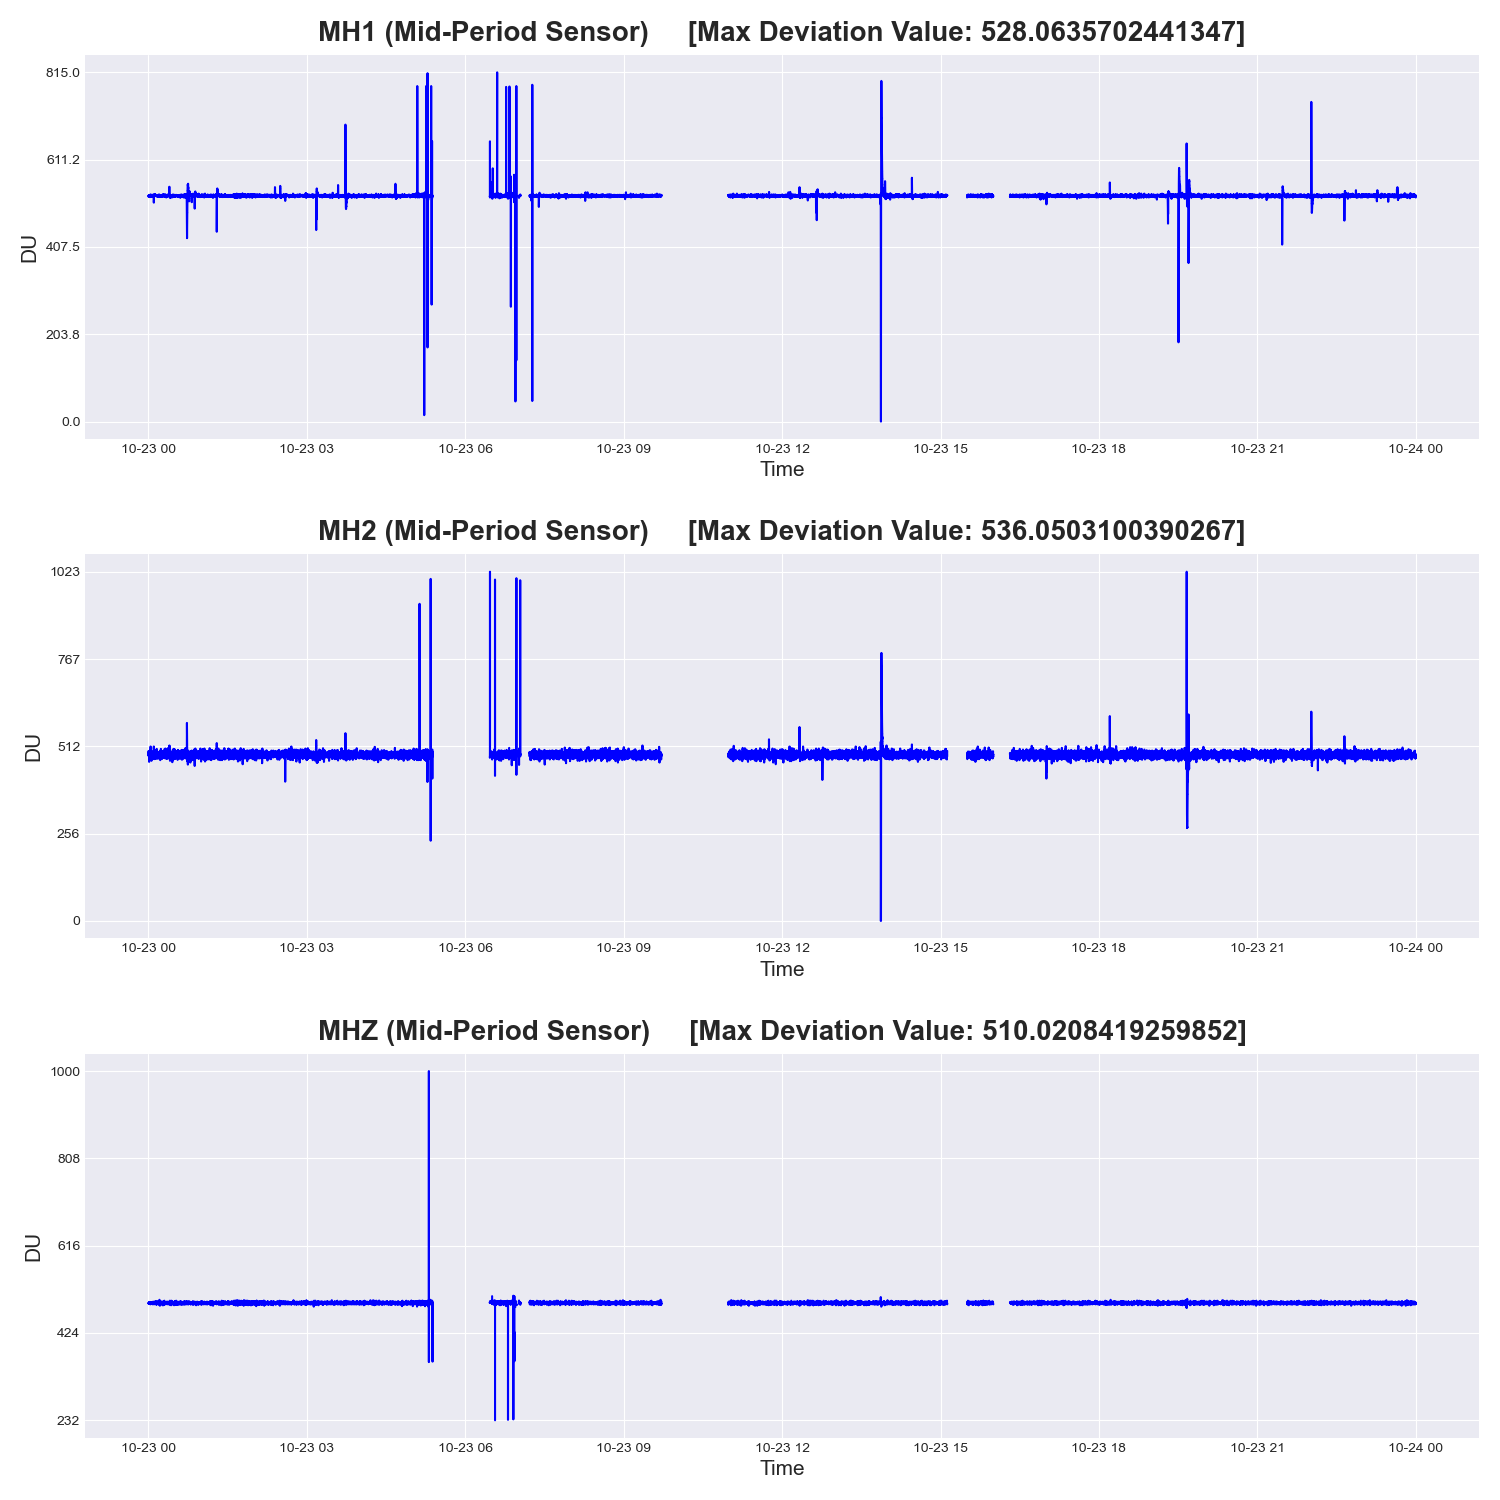 MH1 (Mid-Period Sensor) [Max Deviation Value: 528.0635702441347]
815.0
611.2
407.5
203.8
0.0
DU
10-23 00 10-23 03 10-23 06 10-23 09 10-23 12 10-23 15 10-23 18 10-23 21 10-24 00
Time
MH2 (Mid-Period Sensor) [Max Deviation Value: 536.0503100390267]
1023
767
512
256
0
DU
10-23 00 10-23 03 10-23 06 10-23 09 10-23 12 10-23 15 10-23 18 10-23 21 10-24 00
Time
MHZ (Mid-Period Sensor) [Max Deviation Value: 510.0208419259852]
1000
808
616
424
232
DU
10-23 00 10-23 03 10-23 06 10-23 09 10-23 12 10-23 15 10-23 18 10-23 21 10-24 00
Time